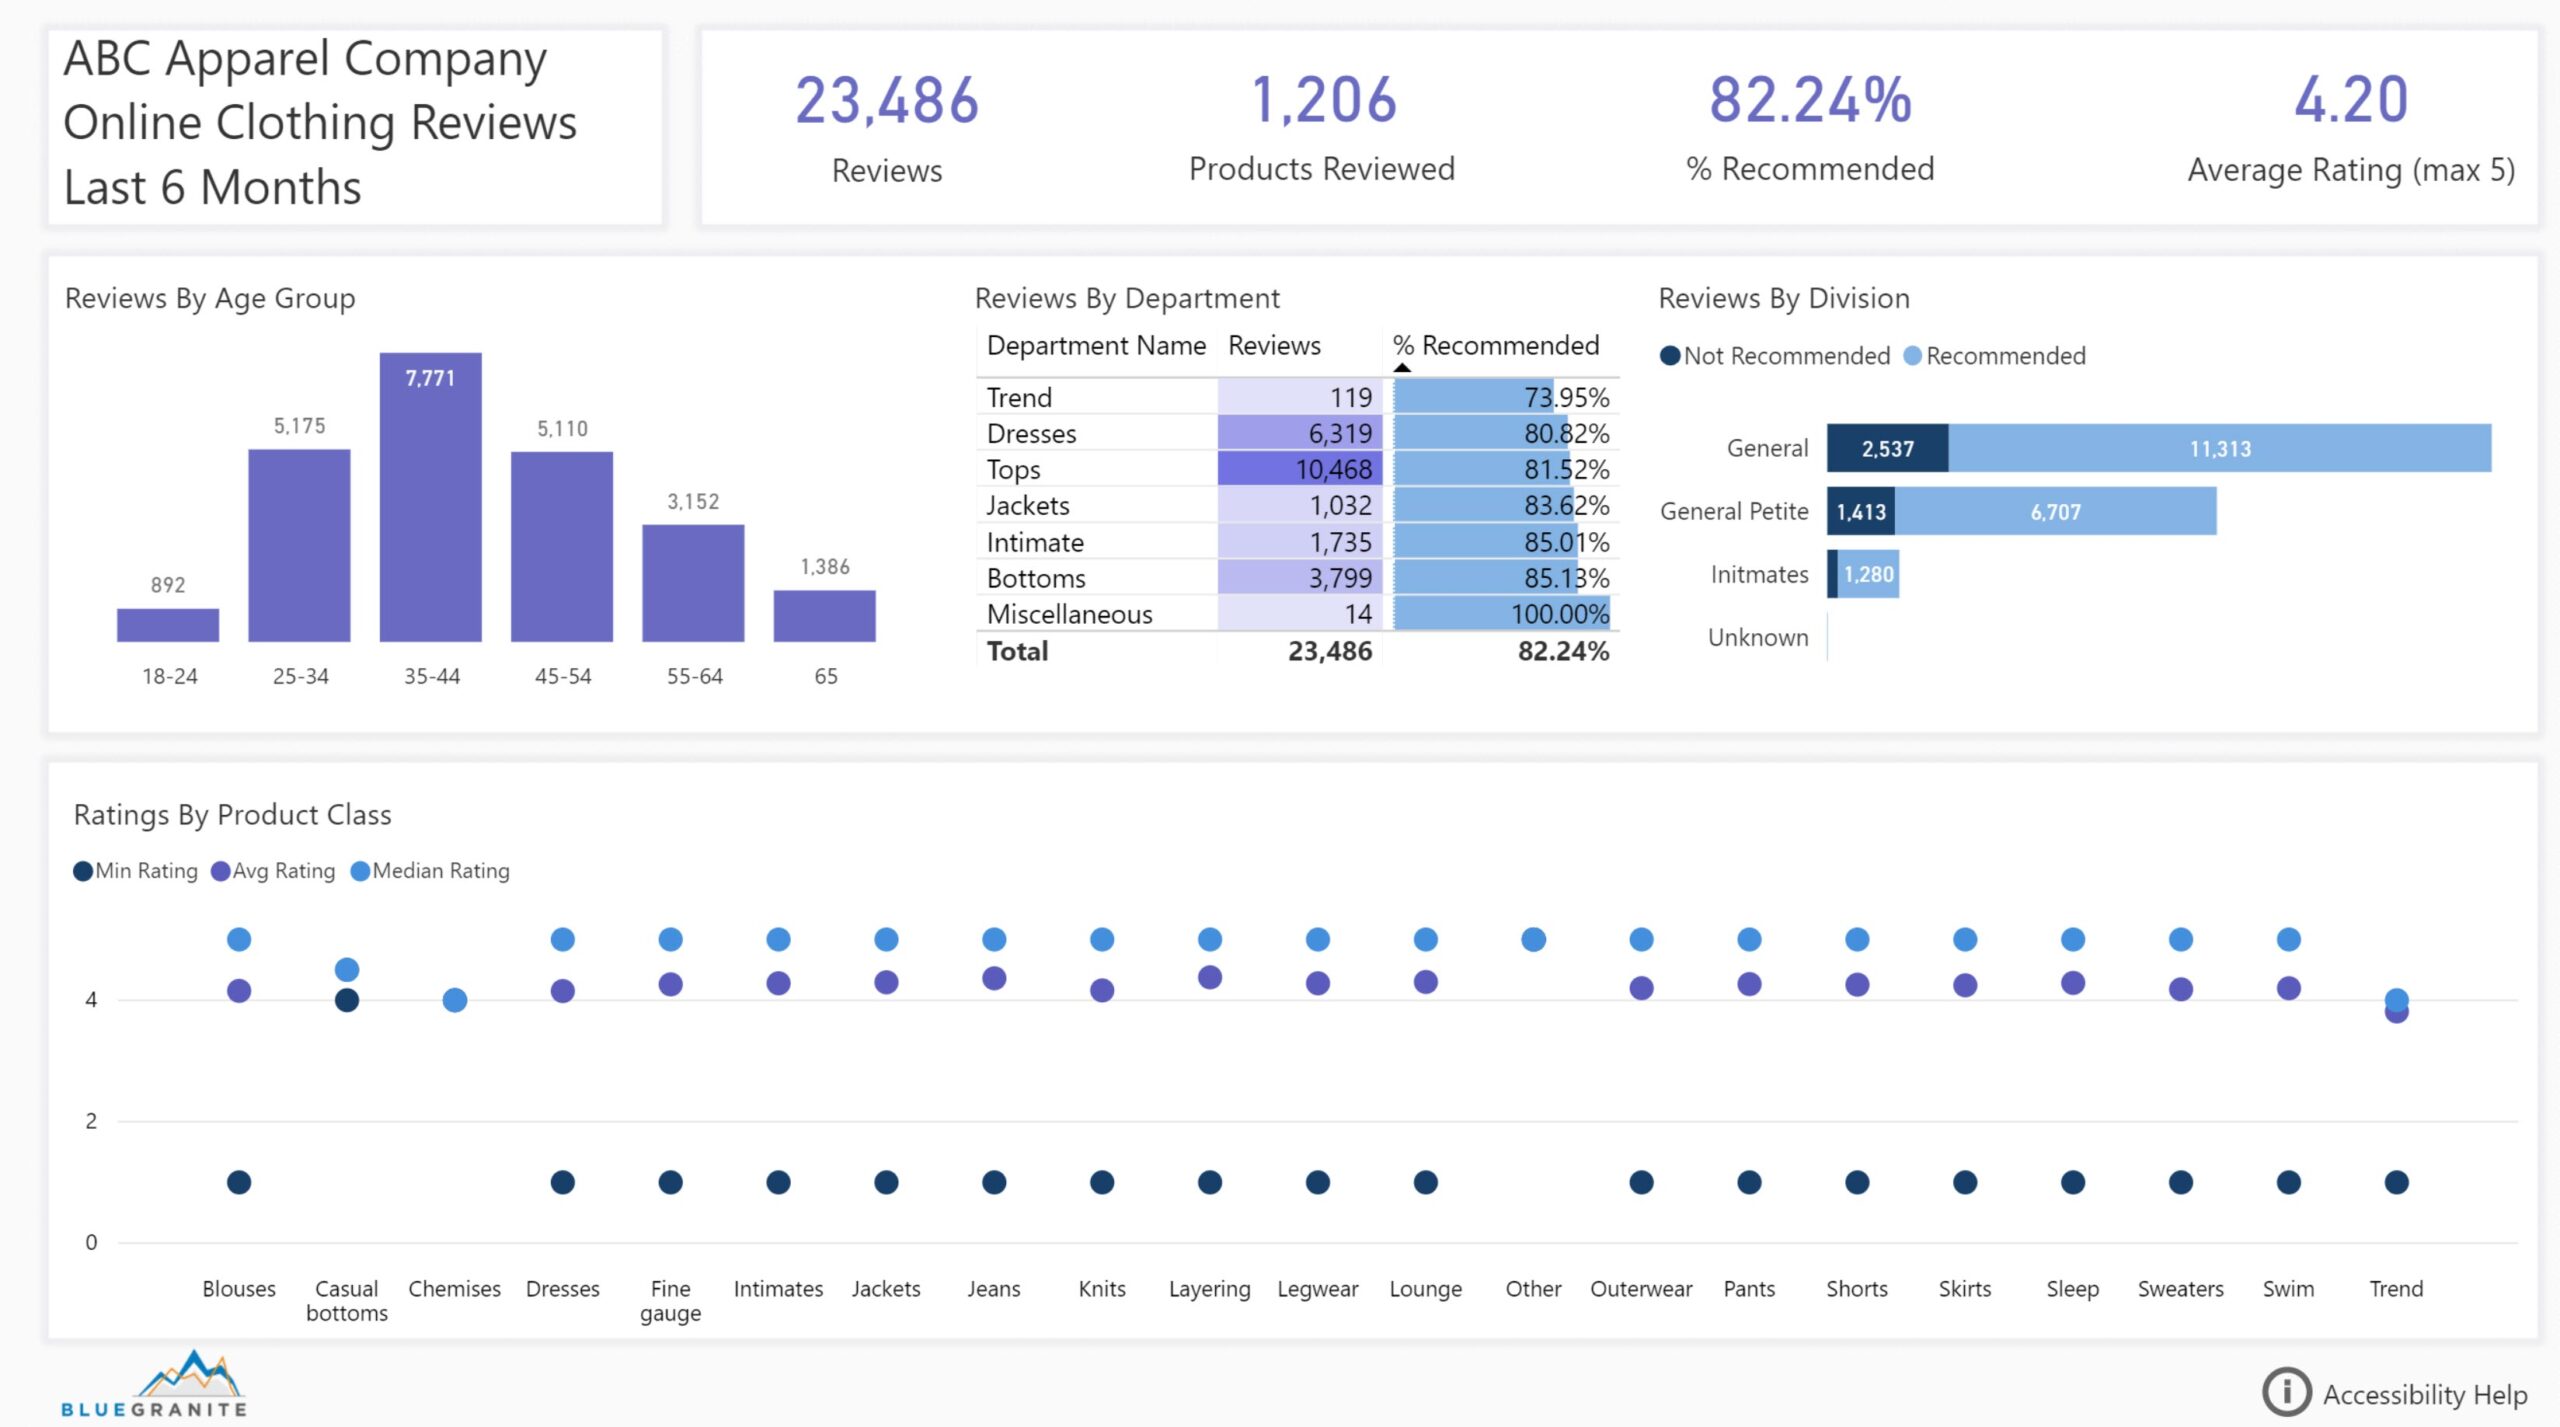 ABC Apparel Company
Online Clothing Reviews
Last 6 Months
23,486
Reviews
1,206
Products Reviewed
82.24%
% Recommended
4.20
Average Rating (max 5)
Reviews By Age Group
7,771
5,175
5,110
3,152
1,386
892
18-24 25-34 35-44 45-54 55-64 65
Reviews By Department
Department Name Reviews % Recommended
Trend 119 73.95%
Dresses 6,319 80.82%
Tops 10,468 81.52%
Jackets 1,032 83.62%
Intimate 1,735 85.01%
Bottoms 3,799 85.13%
Miscellaneous 14 100.00%
Total 23,486 82.24%
Reviews By Division
Not Recommended Recommended
General 2,537 11,313
General Petite 1,413 6,707
Initmates 1,280
Unknown
Ratings By Product Class
Min Rating Avg Rating Median Rating
4
2
0
Blouses Casual bottoms Chemises Dresses Fine gauge Intimates Jackets Jeans Knits Layering Legwear Lounge Other Outerwear Pants Shorts Skirts Sleep Sweaters Swim Trend
BLUEGRANITE
i Accessibility Help